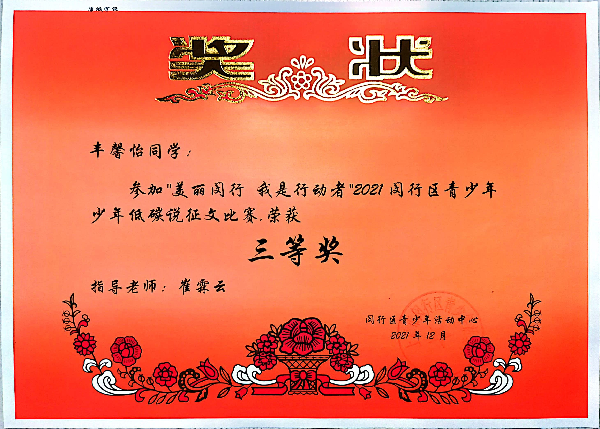 奖 状
丰馨怡同学：
参加"美丽闵行 我是行动者"2021闵行区青少年
少年低碳说征文比赛，荣获
三等奖
指导老师：崔霖云
闵行区青少年活动中心
2021年12月